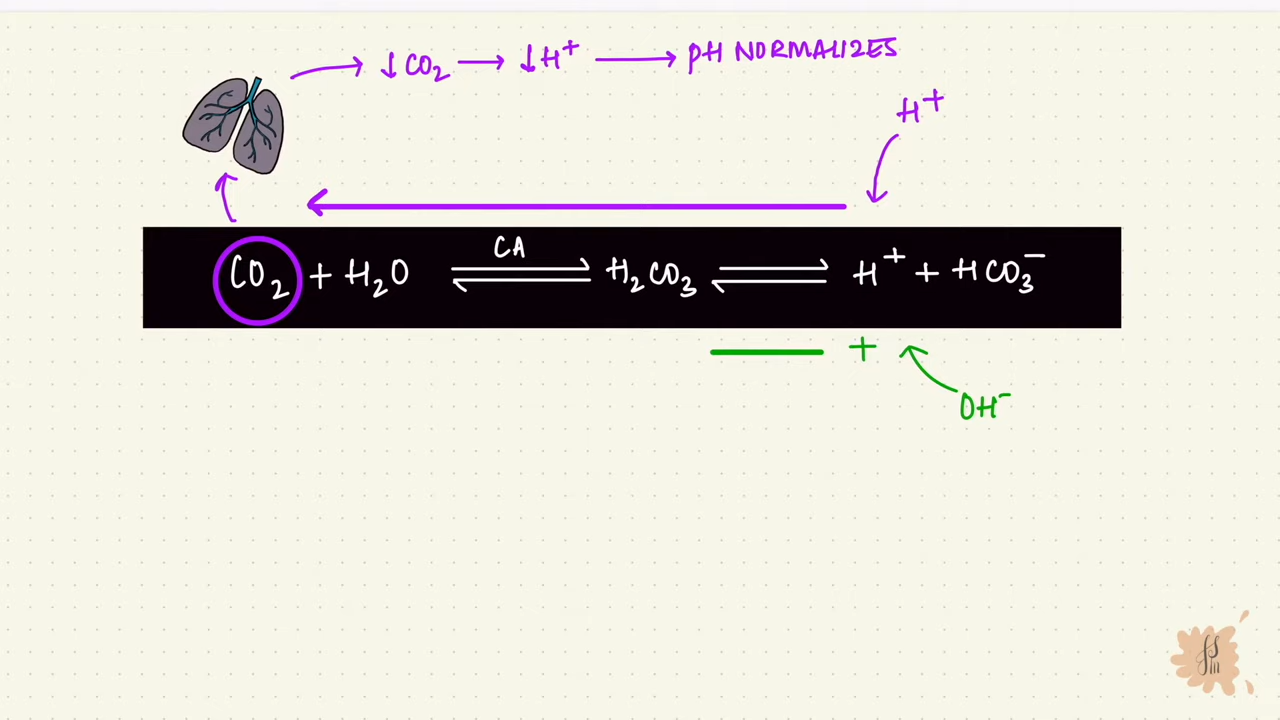 ↓CO₂ → ↓H⁺ → pH NORMALIZES
H⁺
CA
CO₂ + H₂O ⇌ H₂CO₃ ⇌ H⁺ + HCO₃⁻
+
OH⁻